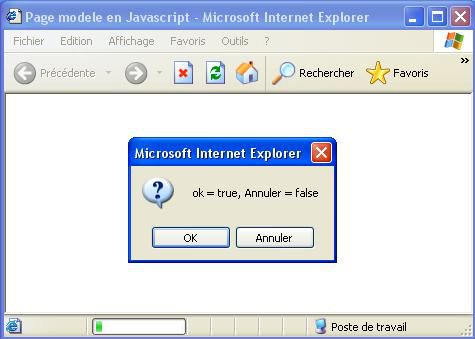 Page modele en Javascript - Microsoft Internet Explorer
Fichier Edition Affichage Favoris Outils ?
Précédente Rechercher Favoris »
Microsoft Internet Explorer
?
ok = true, Annuler = false
OK Annuler
Poste de travail